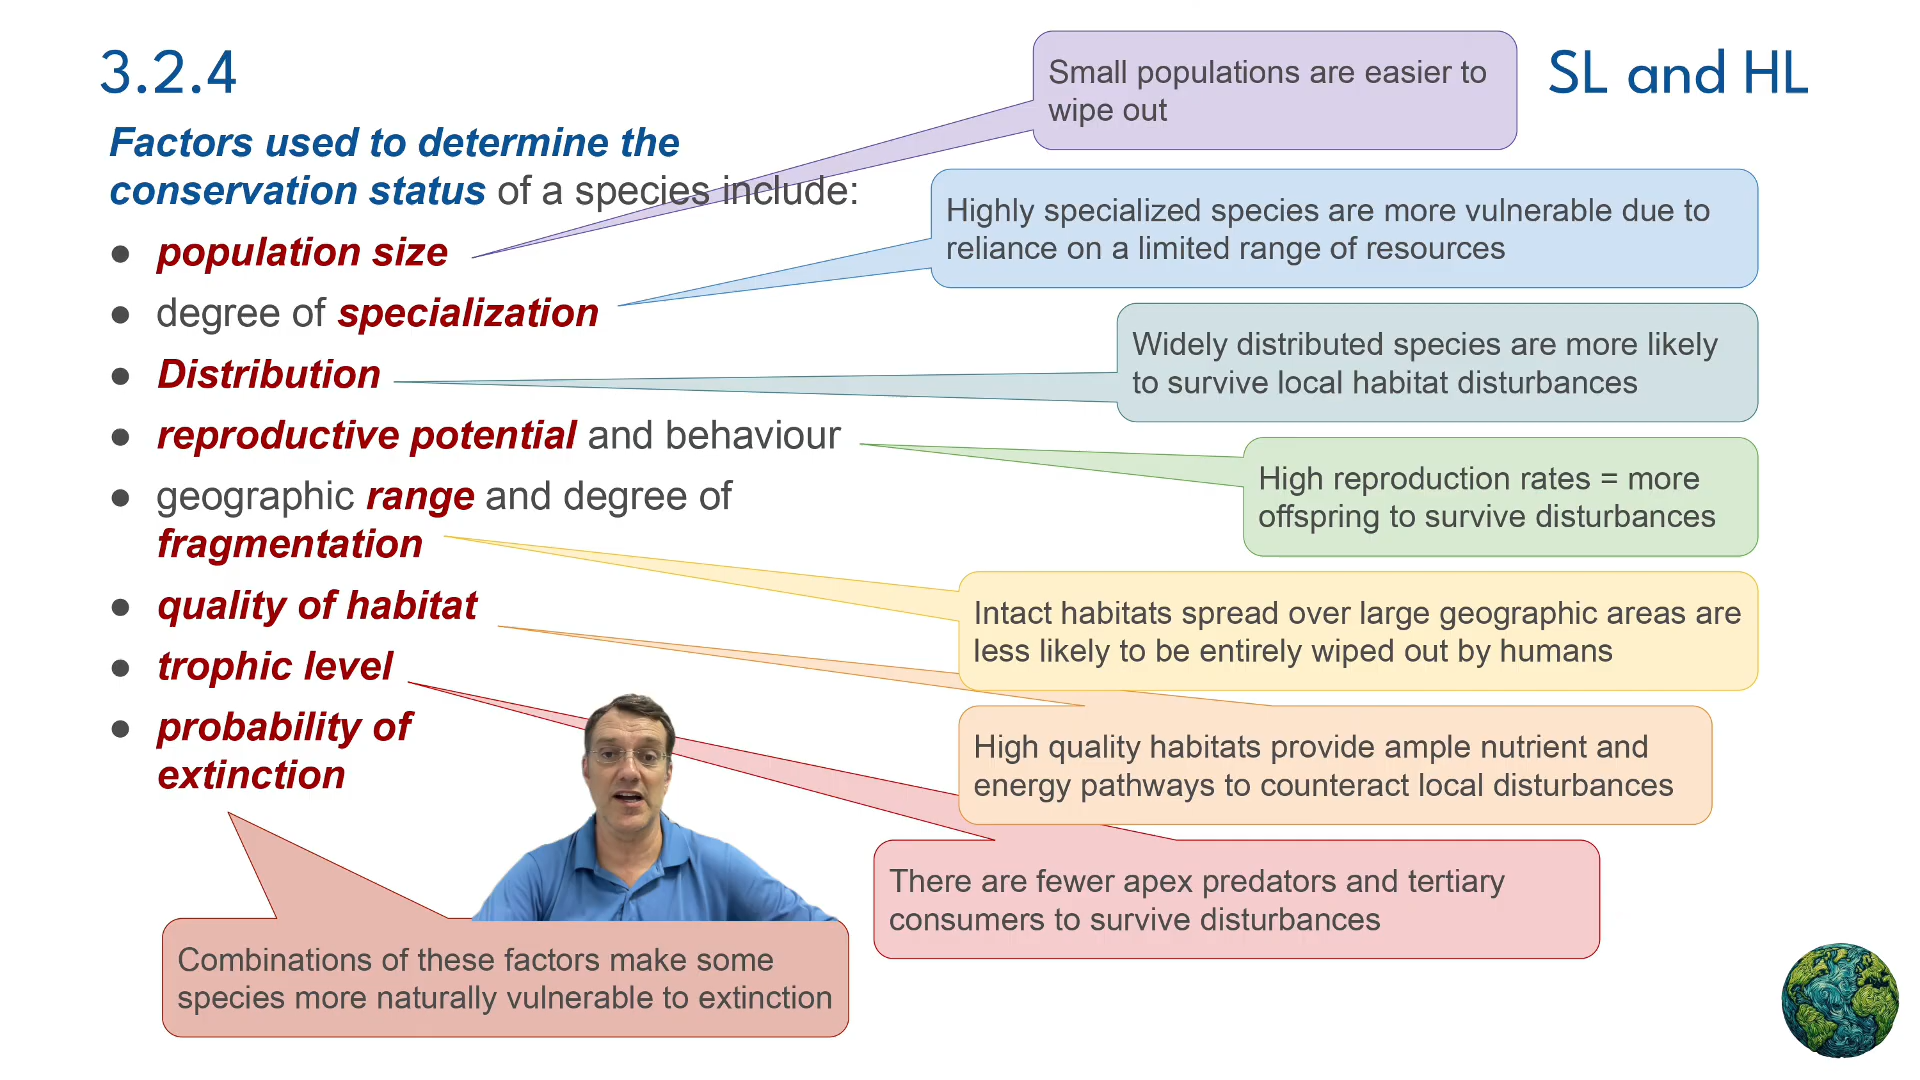 3.2.4
SL and HL
Factors used to determine the
conservation status of a species include:
● population size
● degree of specialization
● Distribution
● reproductive potential and behaviour
● geographic range and degree of
fragmentation
● quality of habitat
● trophic level
● probability of
extinction
Small populations are easier to
wipe out
Highly specialized species are more vulnerable due to
reliance on a limited range of resources
Widely distributed species are more likely
to survive local habitat disturbances
High reproduction rates = more
offspring to survive disturbances
Intact habitats spread over large geographic areas are
less likely to be entirely wiped out by humans
High quality habitats provide ample nutrient and
energy pathways to counteract local disturbances
There are fewer apex predators and tertiary
consumers to survive disturbances
Combinations of these factors make some
species more naturally vulnerable to extinction